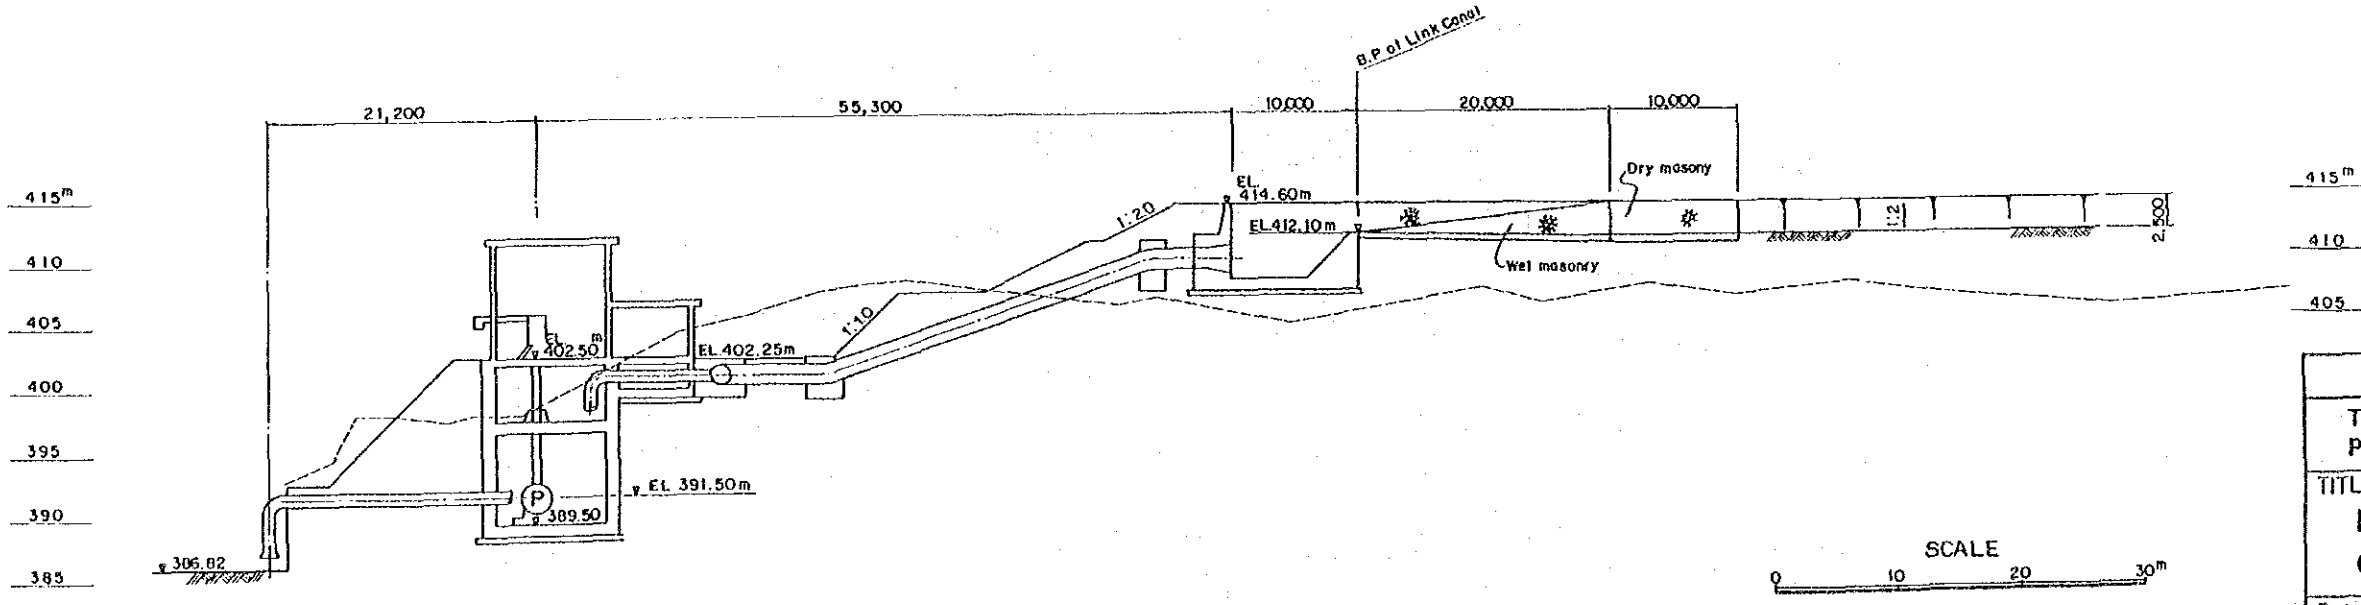 B.P of Link Canal
21,200
55,300
10,000
20,000
10,000
Dry masony
415m
EL.
414.60m
415m
1:20
EL.412.10m
1:2
2,500
410
410
Wet masonry
405
1:10
405
EL. m
402.50
EL.402.25m
400
395
P
EL 391.50m
390
389.50
386.82
385
SCALE
0 10 20 30m
T
P
TITL